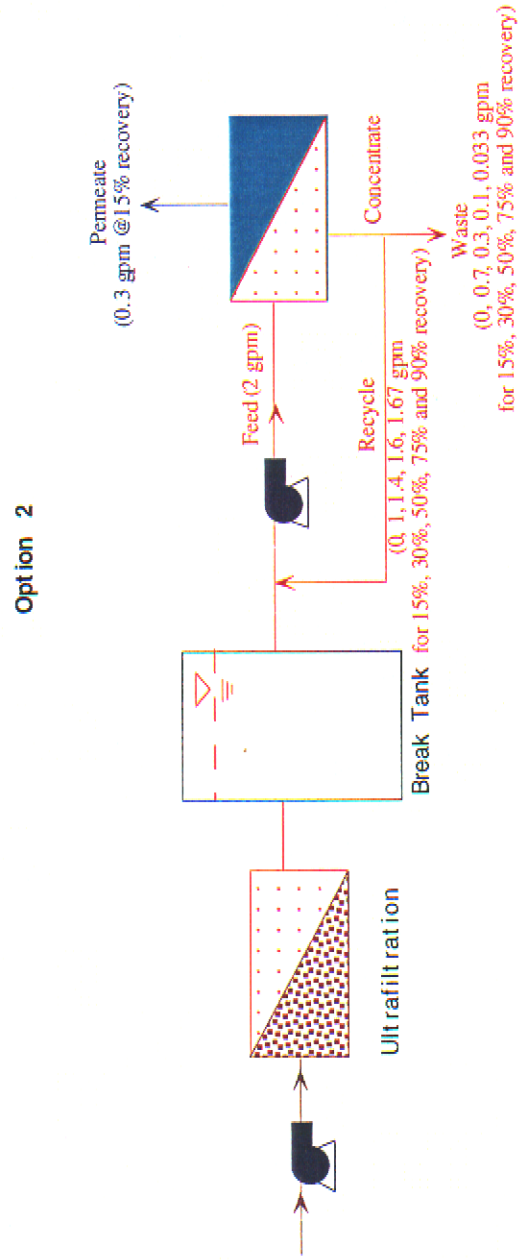 Option 2
Permeate
(0.3 gpm @15% recovery)
Feed (2 gpm)
Concentrate
Recycle
(0, 1,1.4, 1.6, 1.67 gpm
for 15%, 30%, 50%, 75% and 90% recovery)
Waste
(0, 0.7, 0.3, 0.1, 0.033 gpm
for 15%, 30%, 50%, 75% and 90% recovery)
Break Tank
Ultrafiltration